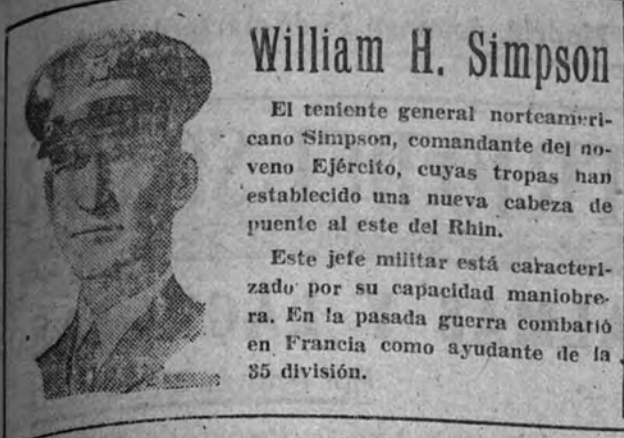 William H. Simpson
El teniente general norteameri-
cano Simpson, comandante del no-
veno Ejército, cuyas tropas han
establecido una nueva cabeza de
puente al este del Rhin.
Este jefe militar está caracteri-
zado por su capacidad maniobre-
ra. En la pasada guerra combatió
en Francia como ayudante de la
35 división.